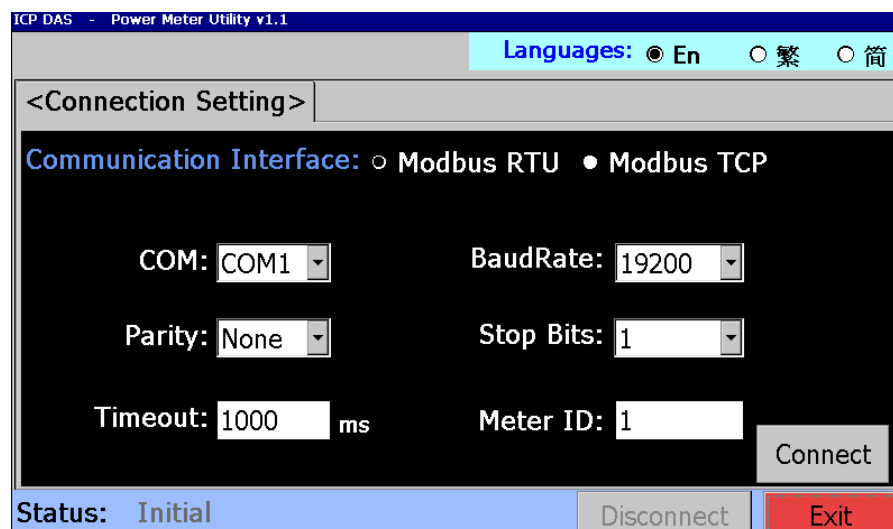 ICP DAS - Power Meter Utility v1.1
Languages: En 繁 简
<Connection Setting>
Communication Interface: Modbus RTU Modbus TCP
COM: COM1 BaudRate: 19200
Parity: None Stop Bits: 1
Timeout: 1000 ms Meter ID: 1
Connect
Status: Initial Disconnect Exit